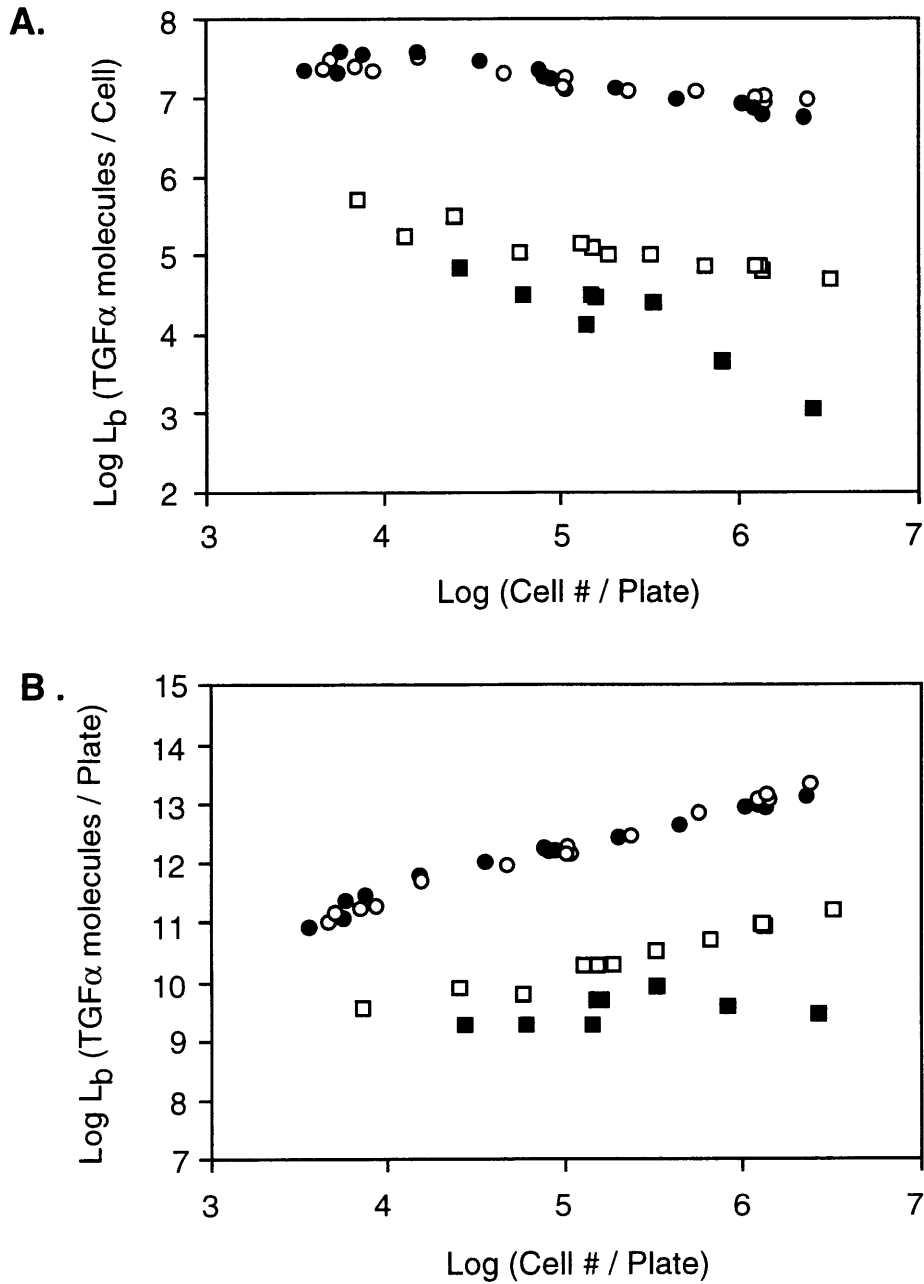 A.
Log Lb (TGFα molecules / Cell)
8
7
6
5
4
3
2
3 4 5 6 7
Log (Cell # / Plate)
B .
Log Lb (TGFα molecules / Plate)
15
14
13
12
11
10
9
8
7
3 4 5 6 7
Log (Cell # / Plate)